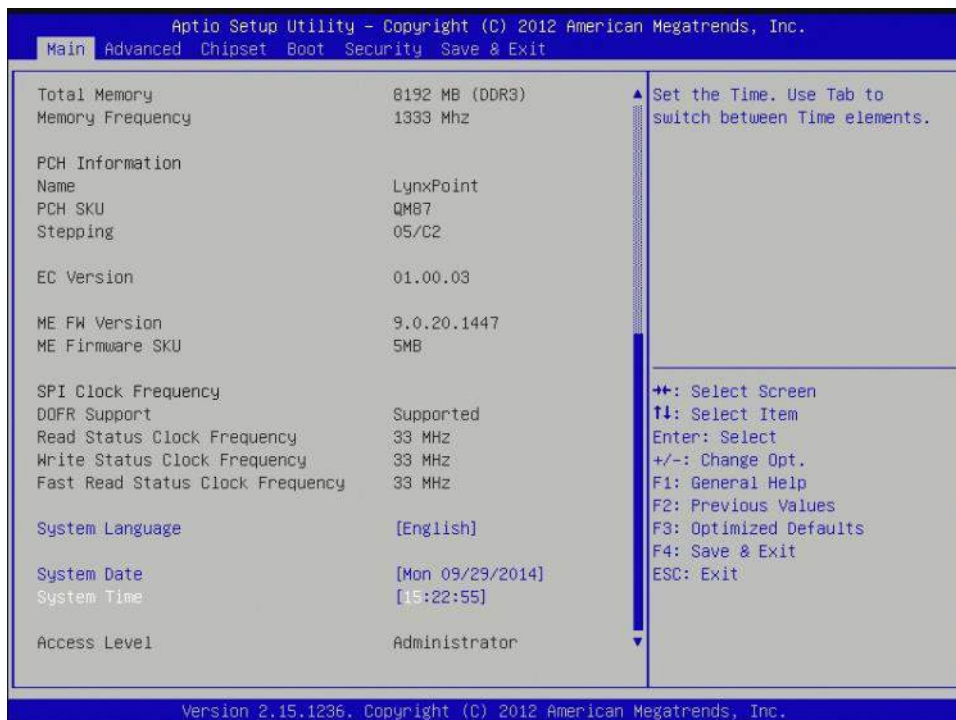 Aptio Setup Utility – Copyright (C) 2012 American Megatrends, Inc.
Main Advanced Chipset Boot Security Save & Exit
Total Memory 8192 MB (DDR3)
Memory Frequency 1333 Mhz
PCH Information
Name LynxPoint
PCH SKU QM87
Stepping 05/C2
EC Version 01.00.03
ME FW Version 9.0.20.1447
ME Firmware SKU 5MB
SPI Clock Frequency
DOFR Support Supported
Read Status Clock Frequency 33 MHz
Write Status Clock Frequency 33 MHz
Fast Read Status Clock Frequency 33 MHz
System Language [English]
System Date [Mon 09/29/2014]
System Time [15:22:55]
Access Level Administrator
Set the Time. Use Tab to
switch between Time elements.
→←: Select Screen
↑↓: Select Item
Enter: Select
+/-: Change Opt.
F1: General Help
F2: Previous Values
F3: Optimized Defaults
F4: Save & Exit
ESC: Exit
Version 2.15.1236. Copyright (C) 2012 American Megatrends, Inc.